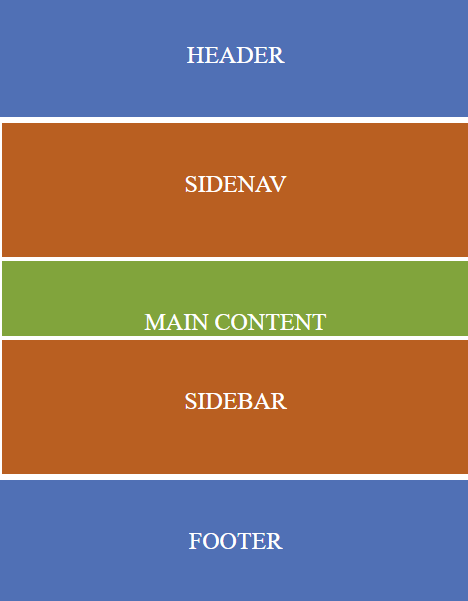 HEADER
SIDENAV
MAIN CONTENT
SIDEBAR
FOOTER